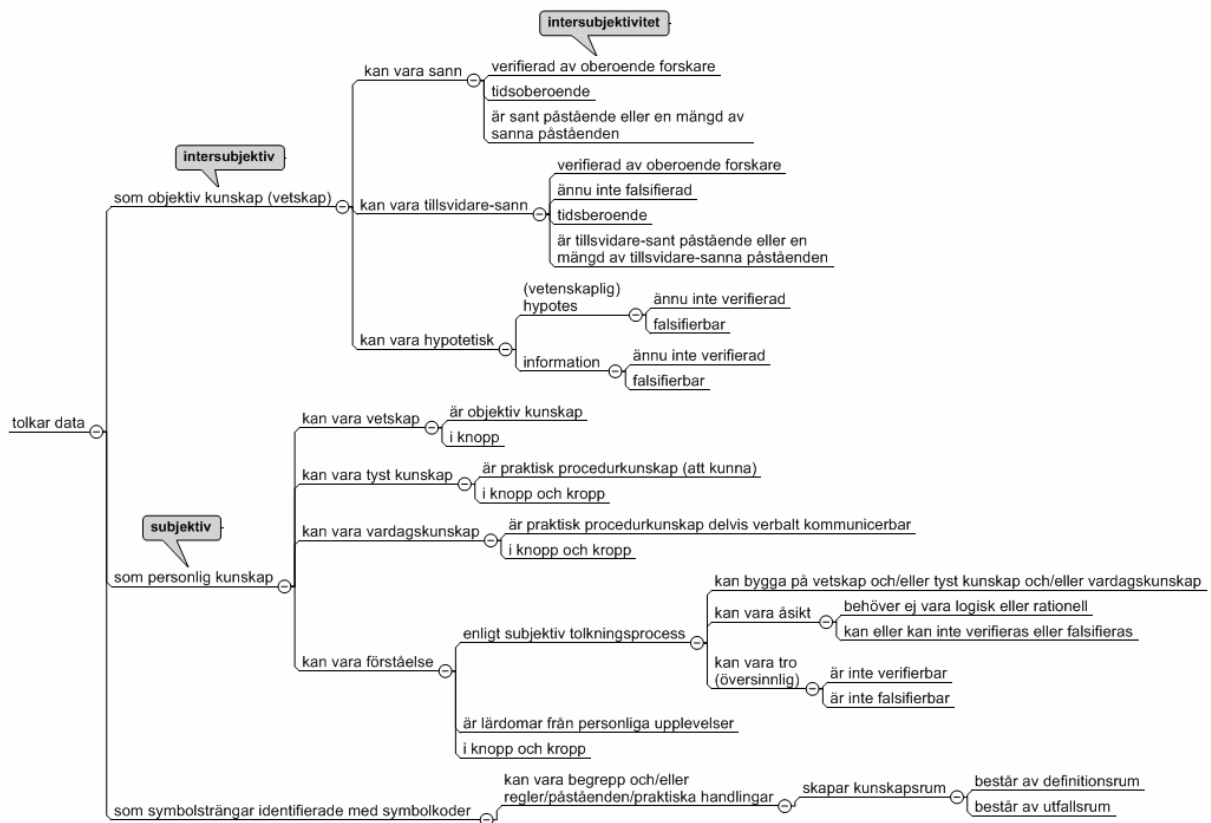 intersubjektivitet
kan vara sann
verifierad av oberoende forskare
tidsoberoende
är sant påstående eller en mängd av
sanna påståenden
intersubjektiv
som objektiv kunskap (vetskap)
kan vara tillsvidare-sann
verifierad av oberoende forskare
ännu inte falsifierad
tidsberoende
är tillsvidare-sant påstående eller en
mängd av tillsvidare-sanna påståenden
kan vara hypotetisk
(vetenskaplig)
hypotes
ännu inte verifierad
falsifierbar
information
ännu inte verifierad
falsifierbar
tolkar data
subjektiv
som personlig kunskap
kan vara vetskap
är objektiv kunskap
i knopp
kan vara tyst kunskap
är praktisk procedurkunskap (att kunna)
i knopp och kropp
kan vara vardagskunskap
är praktisk procedurkunskap delvis verbalt kommunicerbar
i knopp och kropp
kan vara förståelse
enligt subjektiv tolkningsprocess
kan bygga på vetskap och/eller tyst kunskap och/eller vardagskunskap
kan vara åsikt
behöver ej vara logisk eller rationell
kan eller kan inte verifieras eller falsifieras
kan vara tro
(översinnlig)
är inte verifierbar
är inte falsifierbar
är lärdomar från personliga upplevelser
i knopp och kropp
som symbolsträngar identifierade med symbolkoder
kan vara begrepp och/eller
regler/påståenden/praktiska handlingar
skapar kunskapsrum
består av definitionsrum
består av utfallsrum